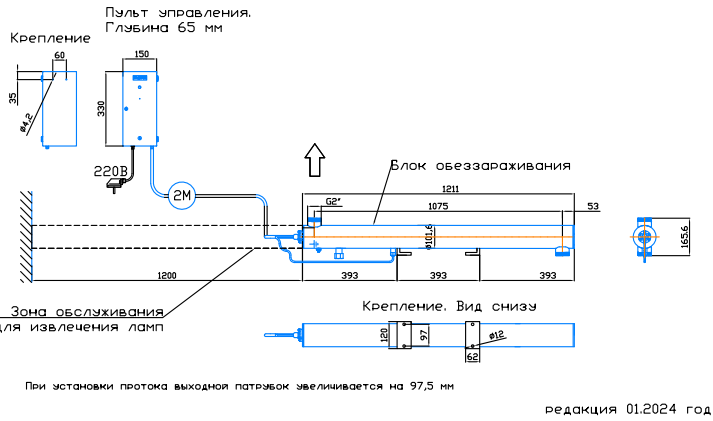 Пульт управления.
Глубина 65 мм
Крепление
60
150
35
ø4,2
330
220В
2М
Блок обеззараживания
1211
G2"
1075
53
ø101,6
165,6
1200
393
393
393
Зона обслуживания
для извлечения ламп
Крепление. Вид снизу
120
97
ø12
62
При установки протока выходной патрубок увеличивается на 97,5 мм
редакция 01.2024 год